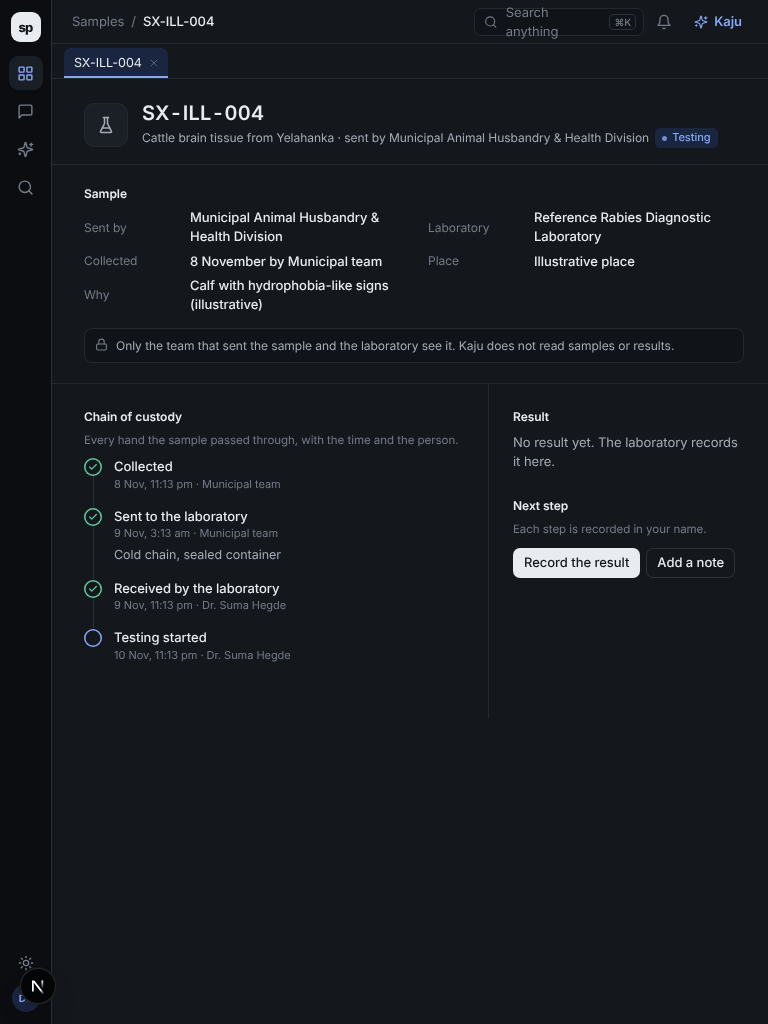 sp
Samples / SX-ILL-004
Search anything
⌘K
Kaju
SX-ILL-004
SX-ILL-004
Cattle brain tissue from Yelahanka · sent by Municipal Animal Husbandry & Health Division
Testing
Sample
Sent by
Municipal Animal Husbandry &
Health Division
Laboratory
Reference Rabies Diagnostic
Laboratory
Collected
8 November by Municipal team
Place
Illustrative place
Why
Calf with hydrophobia-like signs
(illustrative)
Only the team that sent the sample and the laboratory see it. Kaju does not read samples or results.
Chain of custody
Every hand the sample passed through, with the time and the person.
Collected
8 Nov, 11:13 pm · Municipal team
Sent to the laboratory
9 Nov, 3:13 am · Municipal team
Cold chain, sealed container
Received by the laboratory
9 Nov, 11:13 pm · Dr. Suma Hegde
Testing started
10 Nov, 11:13 pm · Dr. Suma Hegde
Result
No result yet. The laboratory records
it here.
Next step
Each step is recorded in your name.
Record the result
Add a note
N